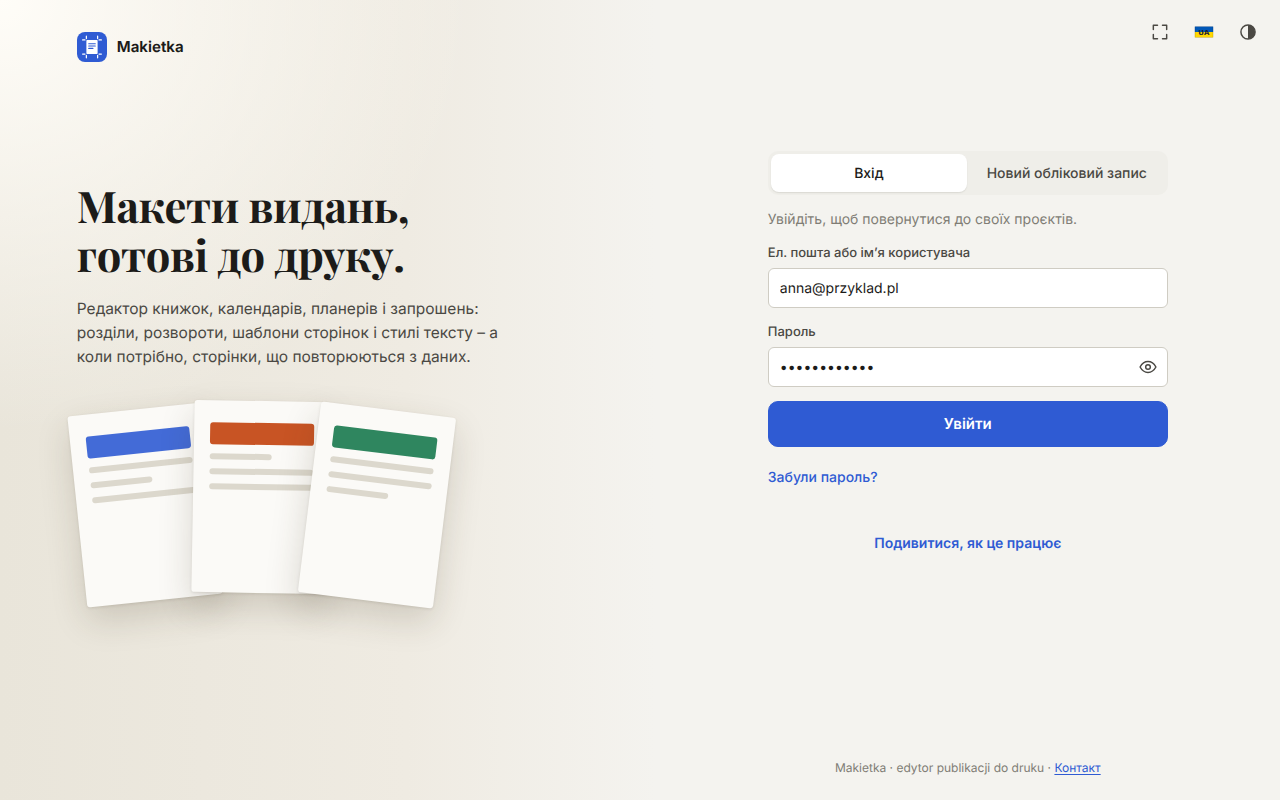 Makietka
UA
Макети видань,
готові до друку.
Редактор книжок, календарів, планерів і запрошень:
розділи, розвороти, шаблони сторінок і стилі тексту – а
коли потрібно, сторінки, що повторюються з даних.
Вхід
Новий обліковий запис
Увійдіть, щоб повернутися до своїх проєктів.
Ел. пошта або ім’я користувача
anna@przyklad.pl
Пароль
••••••••••••
Увійти
Забули пароль?
Подивитися, як це працює
Makietka · edytor publikacji do druku · Контакт